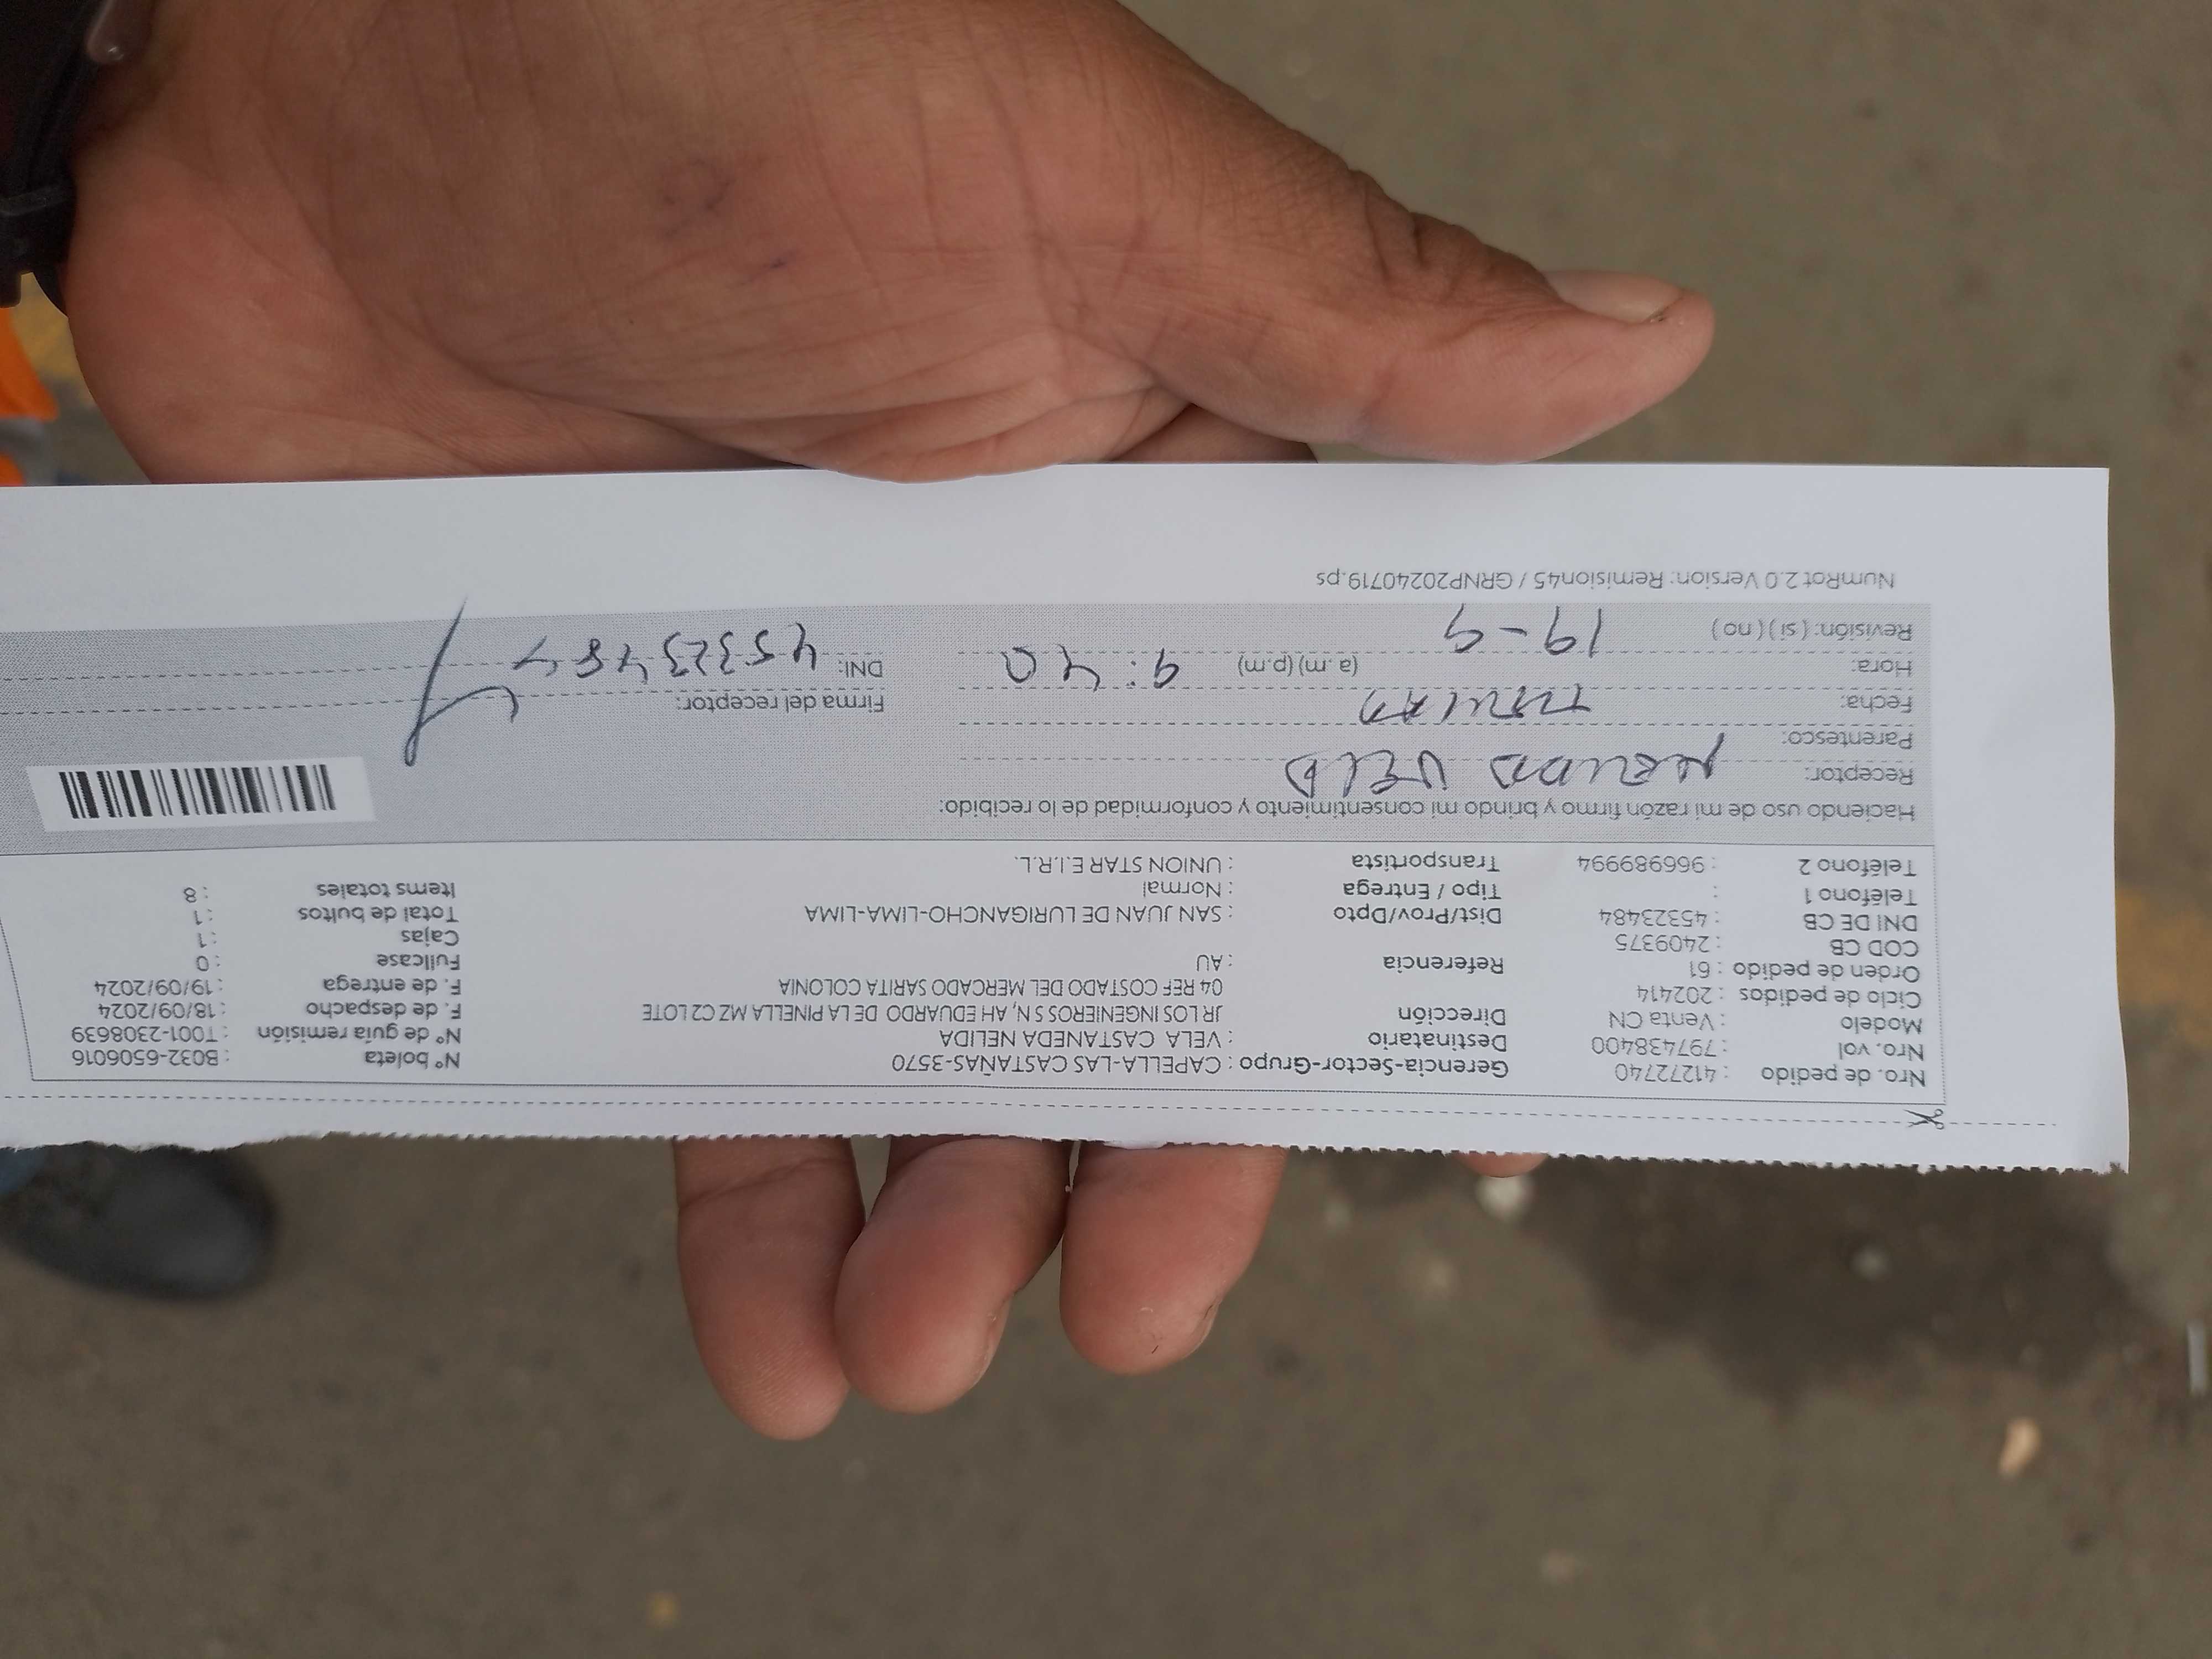 Nro. de pedido : 41272740 Gerencia-Sector-Grupo : CAPELLA-LAS CASTAÑAS-3570 N° boleta : B032-6506016
Nro. vol : 797438400 Destinatario : VELA CASTANEDA NELIDA N° de guía remisión : T001-2308639
Modelo : Venta CN Dirección JR LOS INGENIEROS S N, AH EDUARDO DE LA PINELLA MZ C2 LOTE F. de despacho : 18/09/2024
Ciclo de pedidos : 202414 04 REF COSTADO DEL MERCADO SARITA COLONIA F. de entrega : 19/09/2024
Orden de pedido : 61 Referencia : AU Fullcase : 0
COD CB : 2409375 Cajas : 1
DNI DE CB : 45323484 Dist/Prov/Dpto : SAN JUAN DE LURIGANCHO-LIMA-LIMA Total de bultos : 1
Teléfono 1 : Tipo / Entrega : Normal Items totales : 8
Teléfono 2 : 966989994 Transportista : UNION STAR E.I.R.L.
Haciendo uso de mi razón firmo y brindo mi consentimiento y conformidad de lo recibido:
Receptor: NELIDA VELA
Parentesco: TITULAR
Fecha: Firma del receptor:
Hora: (a.m) (p.m) 9:40 DNI: 45323484
Revisión: (si) (no) 19-9
NumRot 2.0 Version: Remision45 / GRNP20240719.ps